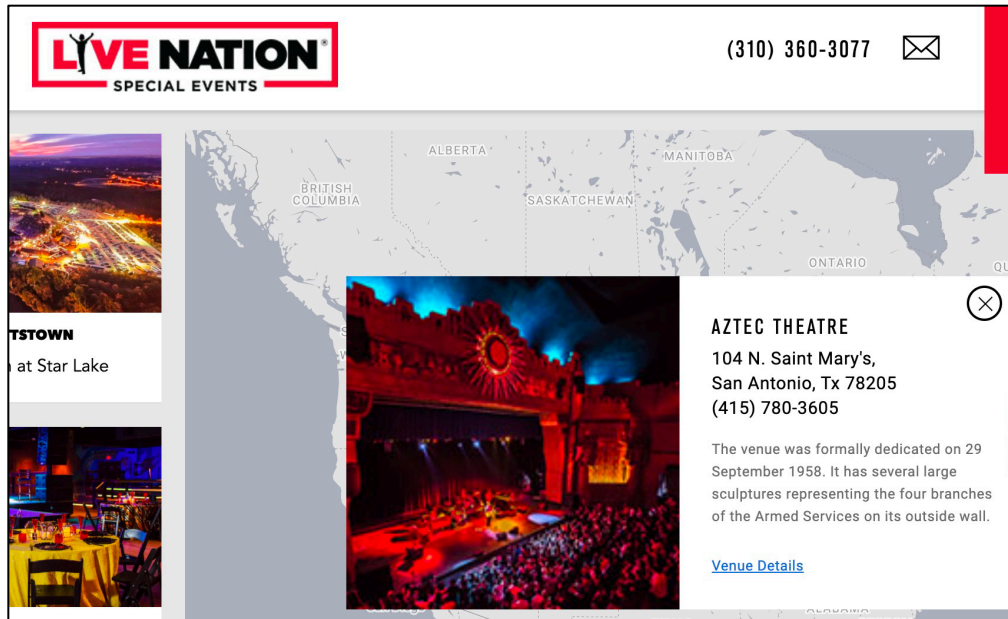 LIVE NATION®
SPECIAL EVENTS
(310) 360-3077
TSTOWN
at Star Lake
ALBERTA
MANITOBA
BRITISH
COLUMBIA
SASKATCHEWAN
ONTARIO
QU
AZTEC THEATRE
104 N. Saint Mary's,
San Antonio, Tx 78205
(415) 780-3605
The venue was formally dedicated on 29
September 1958. It has several large
sculptures representing the four branches
of the Armed Services on its outside wall.
Venue Details
ALABAMA